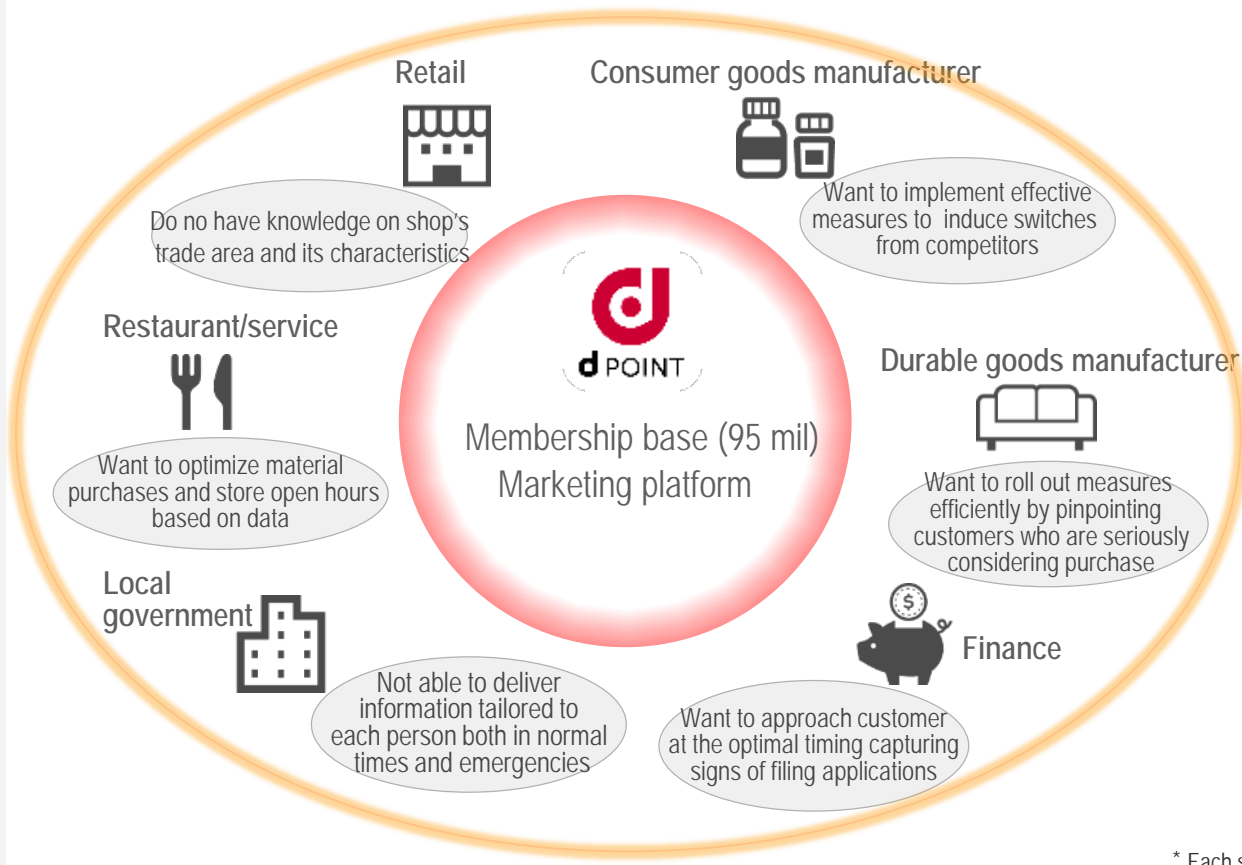 Retail
Do no have knowledge on shop's
trade area and its characteristics
Consumer goods manufacturer
Want to implement effective
measures to induce switches
from competitors
Restaurant/service
Want to optimize material
purchases and store open hours
based on data
d POINT
Membership base (95 mil)
Marketing platform
Durable goods manufacturer
Want to roll out measures
efficiently by pinpointing
customers who are seriously
considering purchase
Local
government
Not able to deliver
information tailored to
each person both in normal
times and emergencies
$
Finance
Want to approach customer
at the optimal timing capturing
signs of filing applications
* Each